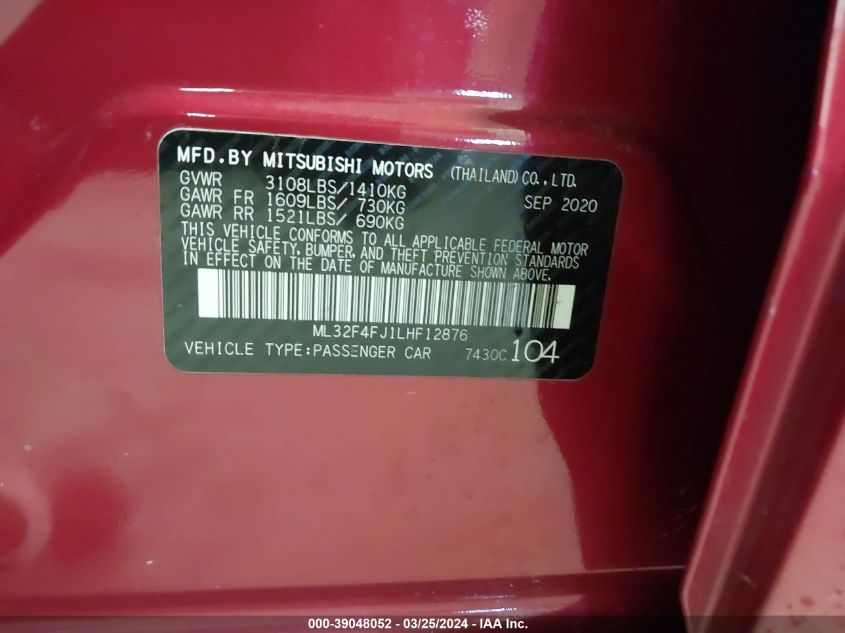 MFD.BY MITSUBISHI MOTORS (THAILAND)CO.,LTD.
GVWR 3108LBS/1410KG
GAWR FR 1609LBS/ 730KG SEP 2020
GAWR RR 1521LBS/ 690KG
THIS VEHICLE CONFORMS TO ALL APPLICABLE FEDERAL MOTOR
VEHICLE SAFETY, BUMPER, AND THEFT PREVENTION STANDARDS
IN EFFECT ON THE DATE OF MANUFACTURE SHOWN ABOVE.
ML32F4FJ1LHF12876
VEHICLE TYPE:PASSENGER CAR 7430C 104
000-39048052 - 03/25/2024 - IAA Inc.